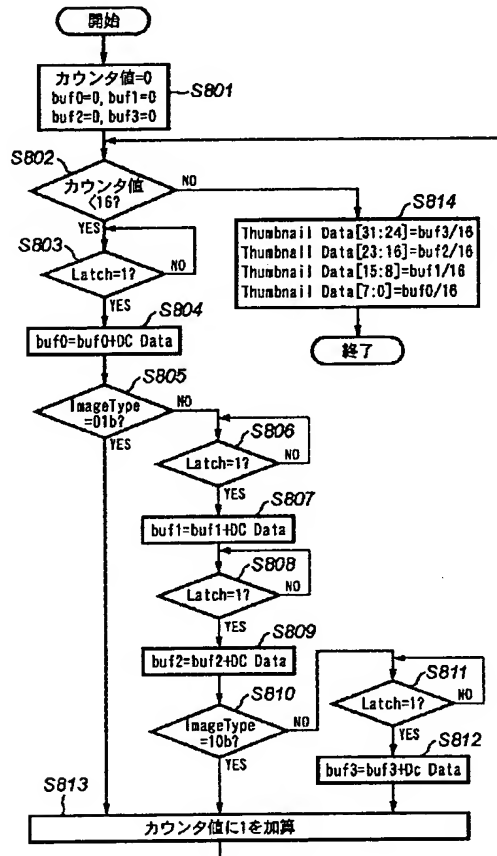 開始
カウンタ値=0
buf0=0, buf1=0
buf2=0, buf3=0
S801
S802
カウンタ値
<16?
NO
YES
S814
Thumbnail Data[31:24]=buf3/16
Thumbnail Data[23:16]=buf2/16
Thumbnail Data[15:8]=buf1/16
Thumbnail Data[7:0]=buf0/16
終了
S803
Latch=1?
NO
YES
S804
buf0=buf0+DC Data
S805
ImageType
=01b?
NO
YES
S806
Latch=1?
NO
YES
S807
buf1=buf1+DC Data
S808
Latch=1?
NO
YES
S809
buf2=buf2+DC Data
S810
ImageType
=10b?
NO
YES
S811
Latch=1?
NO
YES
S812
buf3=buf3+Dc Data
S813
カウンタ値に1を加算